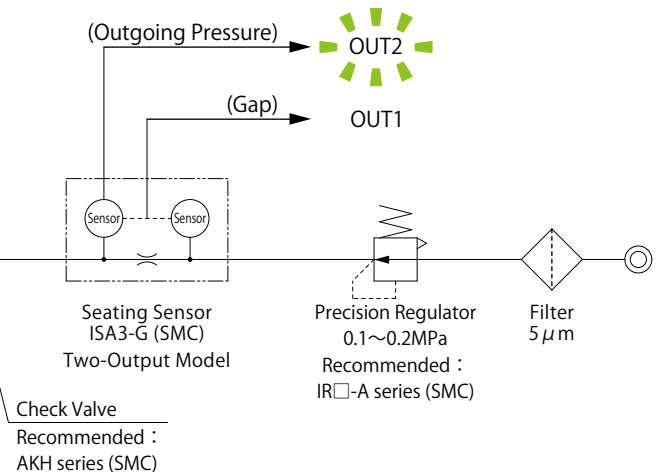 (Outgoing Pressure)
OUT2
(Gap)
OUT1
Sensor
Sensor
Seating Sensor
ISA3-G (SMC)
Two-Output Model
Precision Regulator
0.1～0.2MPa
Recommended：
IR□-A series (SMC)
Filter
5μm
Check Valve
Recommended：
AKH series (SMC)